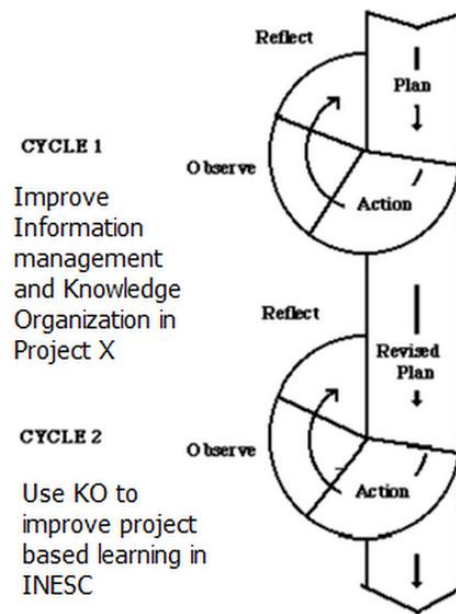 Reflect
Plan
CYCLE 1
Observe
Action
Improve
Information
management
and Knowledge
Organization in
Project X
Reflect
Revised
Plan
CYCLE 2
Observe
Action
Use KO to
improve project
based learning in
INESC